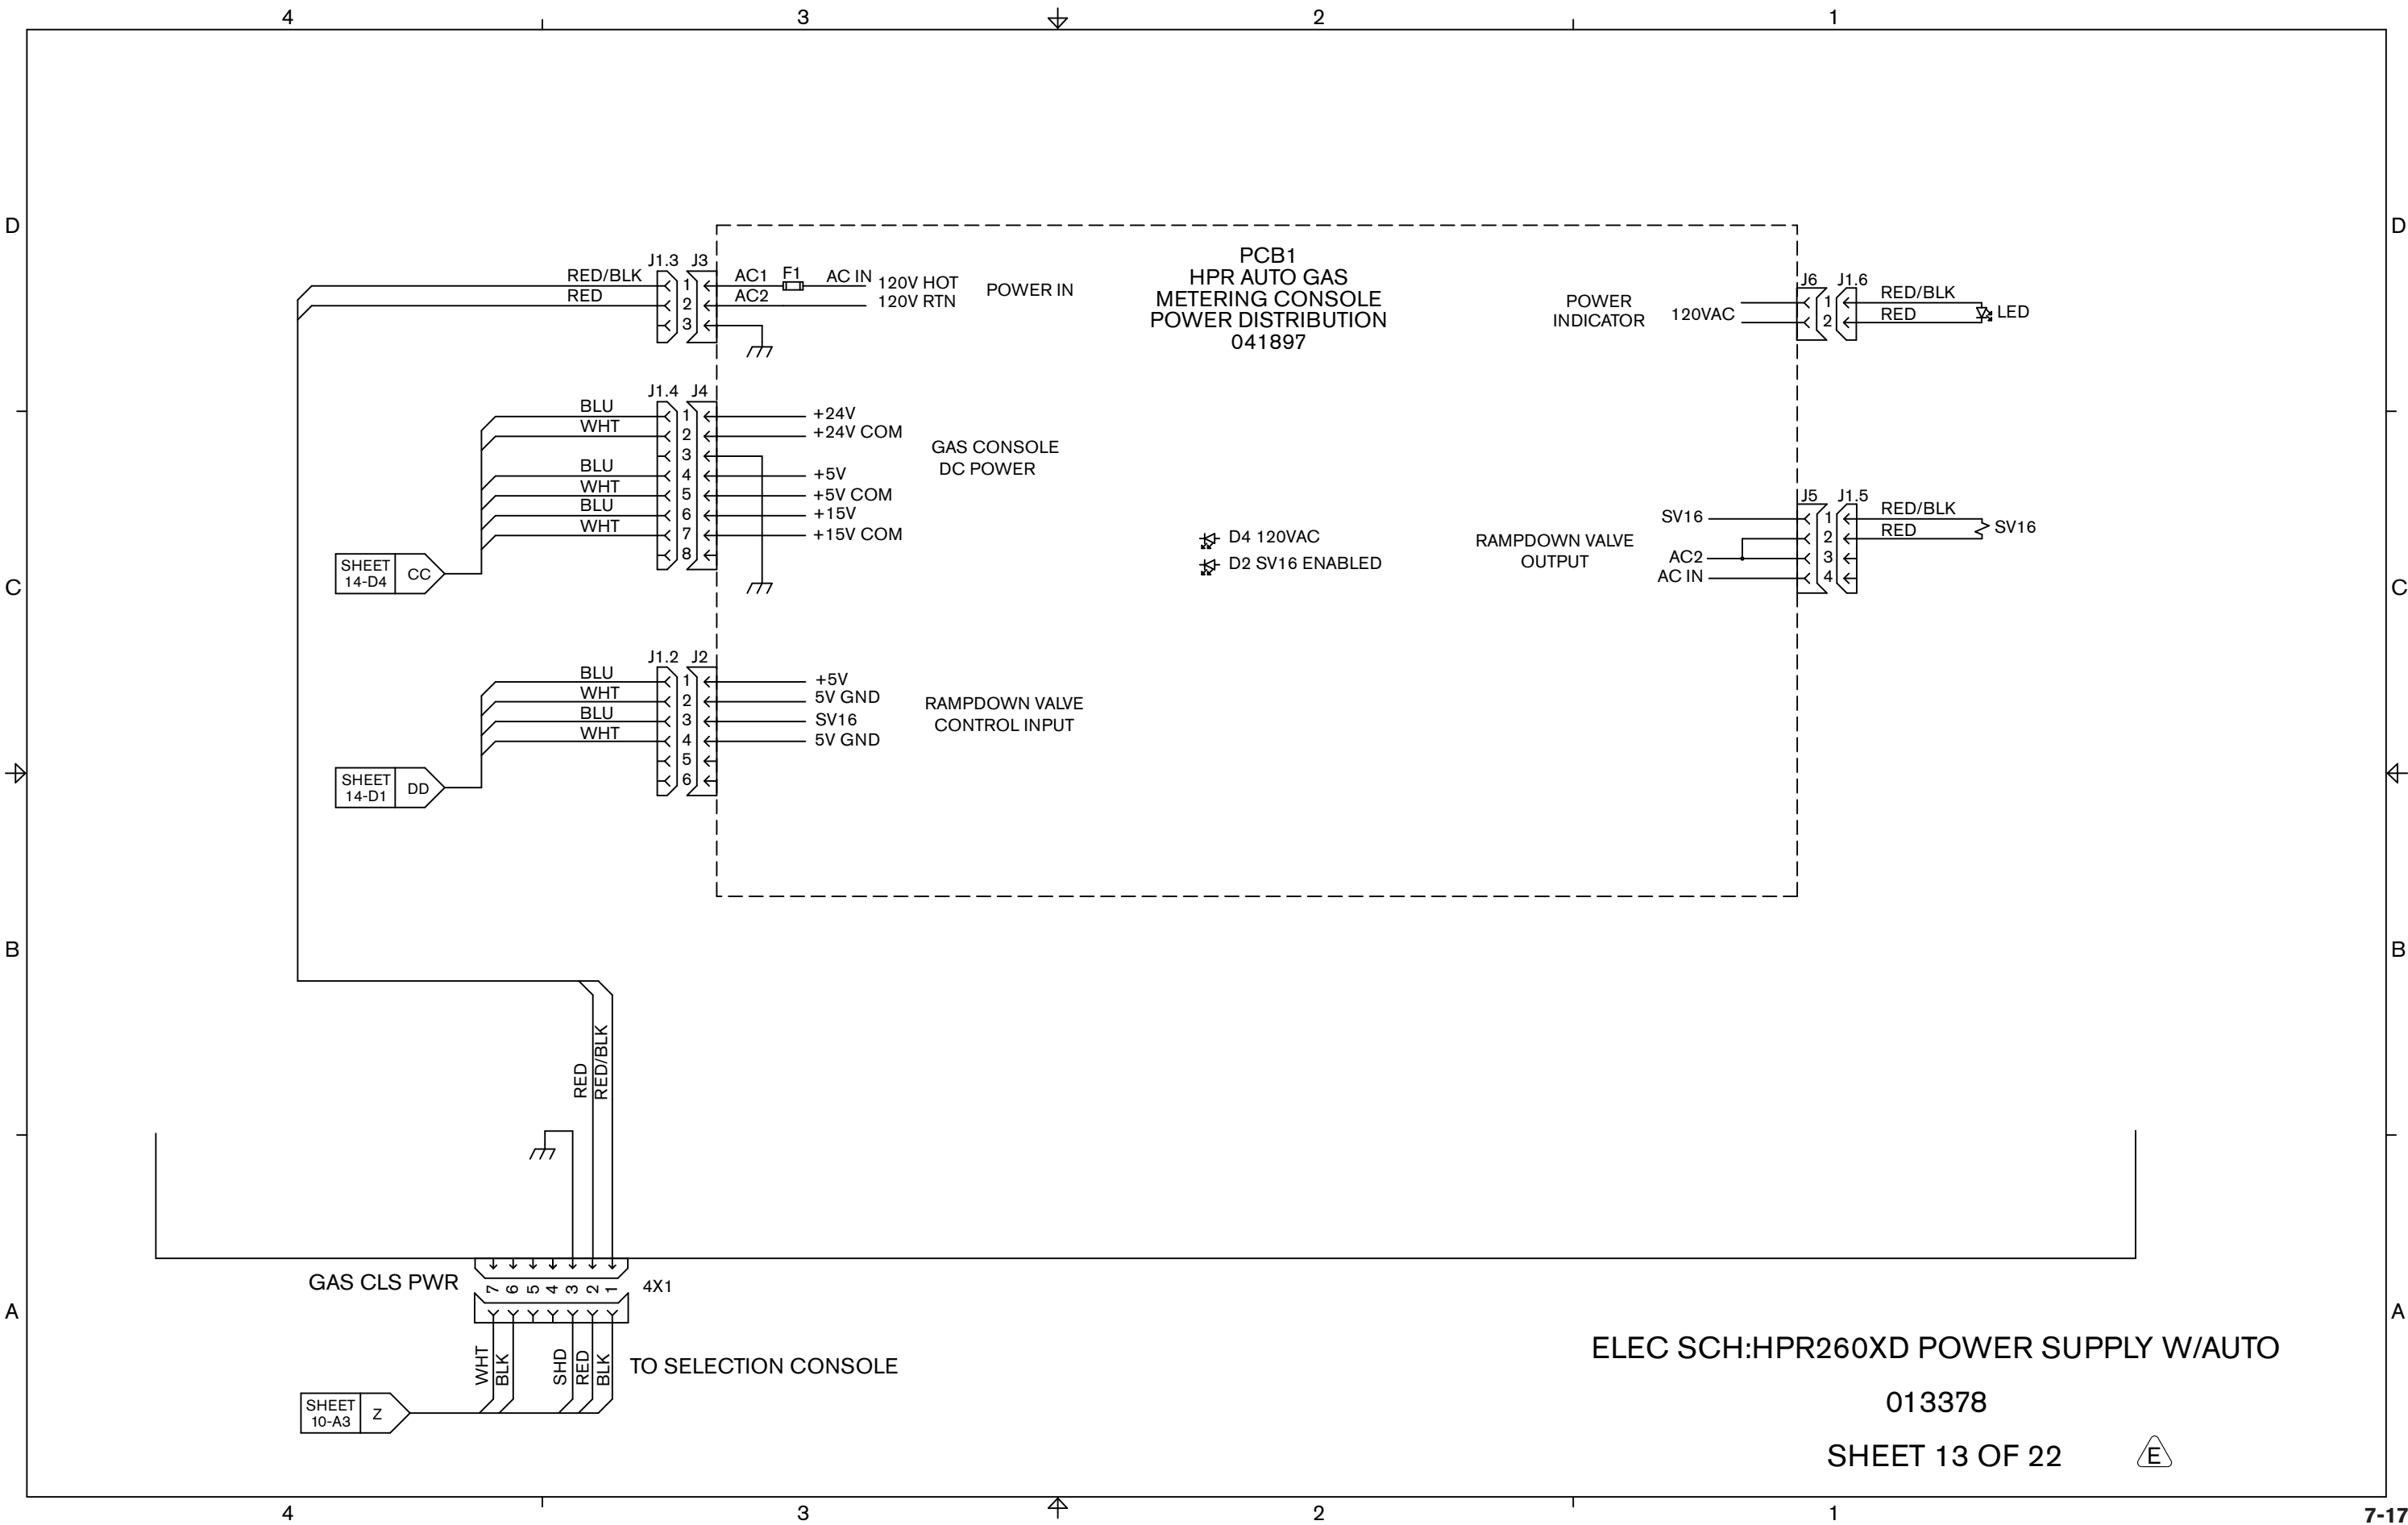 4 3 2 1
D D
J1.3 J3
RED/BLK 1 AC1 F1 AC IN 120V HOT
RED 2 AC2 120V RTN
3
POWER IN
PCB1
HPR AUTO GAS
METERING CONSOLE
POWER DISTRIBUTION
041897
POWER
INDICATOR
120VAC
J6 J1.6
1 RED/BLK
2 RED
LED
J1.4 J4
BLU 1 +24V
WHT 2 +24V COM
3
BLU 4 +5V
WHT 5 +5V COM
BLU 6 +15V
WHT 7 +15V COM
8
GAS CONSOLE
DC POWER
SHEET
14-D4
CC
D4 120VAC
D2 SV16 ENABLED
RAMPDOWN VALVE
OUTPUT
J5 J1.5
SV16 1 RED/BLK
2 RED
AC2 3
AC IN 4
SV16
C C
J1.2 J2
BLU 1 +5V
WHT 2 5V GND
BLU 3 SV16
WHT 4 5V GND
5
6
RAMPDOWN VALVE
CONTROL INPUT
SHEET
14-D1
DD
B B
RED
RED/BLK
GAS CLS PWR
7 6 5 4 3 2 1
4X1
A A
WHT
BLK
SHD
RED
BLK
TO SELECTION CONSOLE
SHEET
10-A3
Z
ELEC SCH:HPR260XD POWER SUPPLY W/AUTO
013378
SHEET 13 OF 22
E
4 3 2 1
7-17